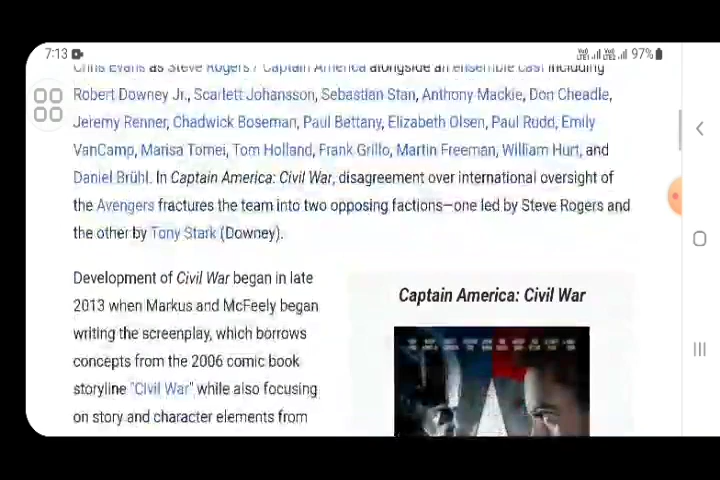 7:13
97%
Chris Evans as Steve Rogers / Captain America alongside an ensemble cast including
Robert Downey Jr., Scarlett Johansson, Sebastian Stan, Anthony Mackie, Don Cheadle,
Jeremy Renner, Chadwick Boseman, Paul Bettany, Elizabeth Olsen, Paul Rudd, Emily
VanCamp, Marisa Tomei, Tom Holland, Frank Grillo, Martin Freeman, William Hurt, and
Daniel Brühl. In Captain America: Civil War, disagreement over international oversight of
the Avengers fractures the team into two opposing factions—one led by Steve Rogers and
the other by Tony Stark (Downey).
Development of Civil War began in late
2013 when Markus and McFeely began
writing the screenplay, which borrows
concepts from the 2006 comic book
storyline "Civil War" while also focusing
on story and character elements from
Captain America: Civil War